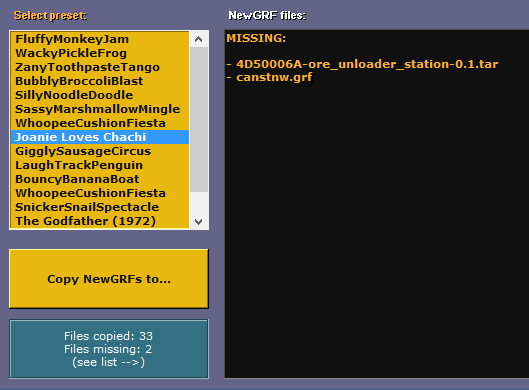 Select preset:
FluffyMonkeyJam
WackyPickleFrog
ZanyToothpasteTango
BubblyBroccoliBlast
SillyNoodleDoodle
SassyMarshmallowMingle
WhoopeeCushionFiesta
Joanie Loves Chachi
GigglySausageCircus
LaughTrackPenguin
BouncyBananaBoat
WhoopeeCushionFiesta
SnickerSnailSpectacle
The Godfather (1972)
Copy NewGRFs to...
Files copied: 33
Files missing: 2
(see list -->)
NewGRF files:
MISSING:
- 4D50006A-ore_unloader_station-0.1.tar
- canstnw.grf